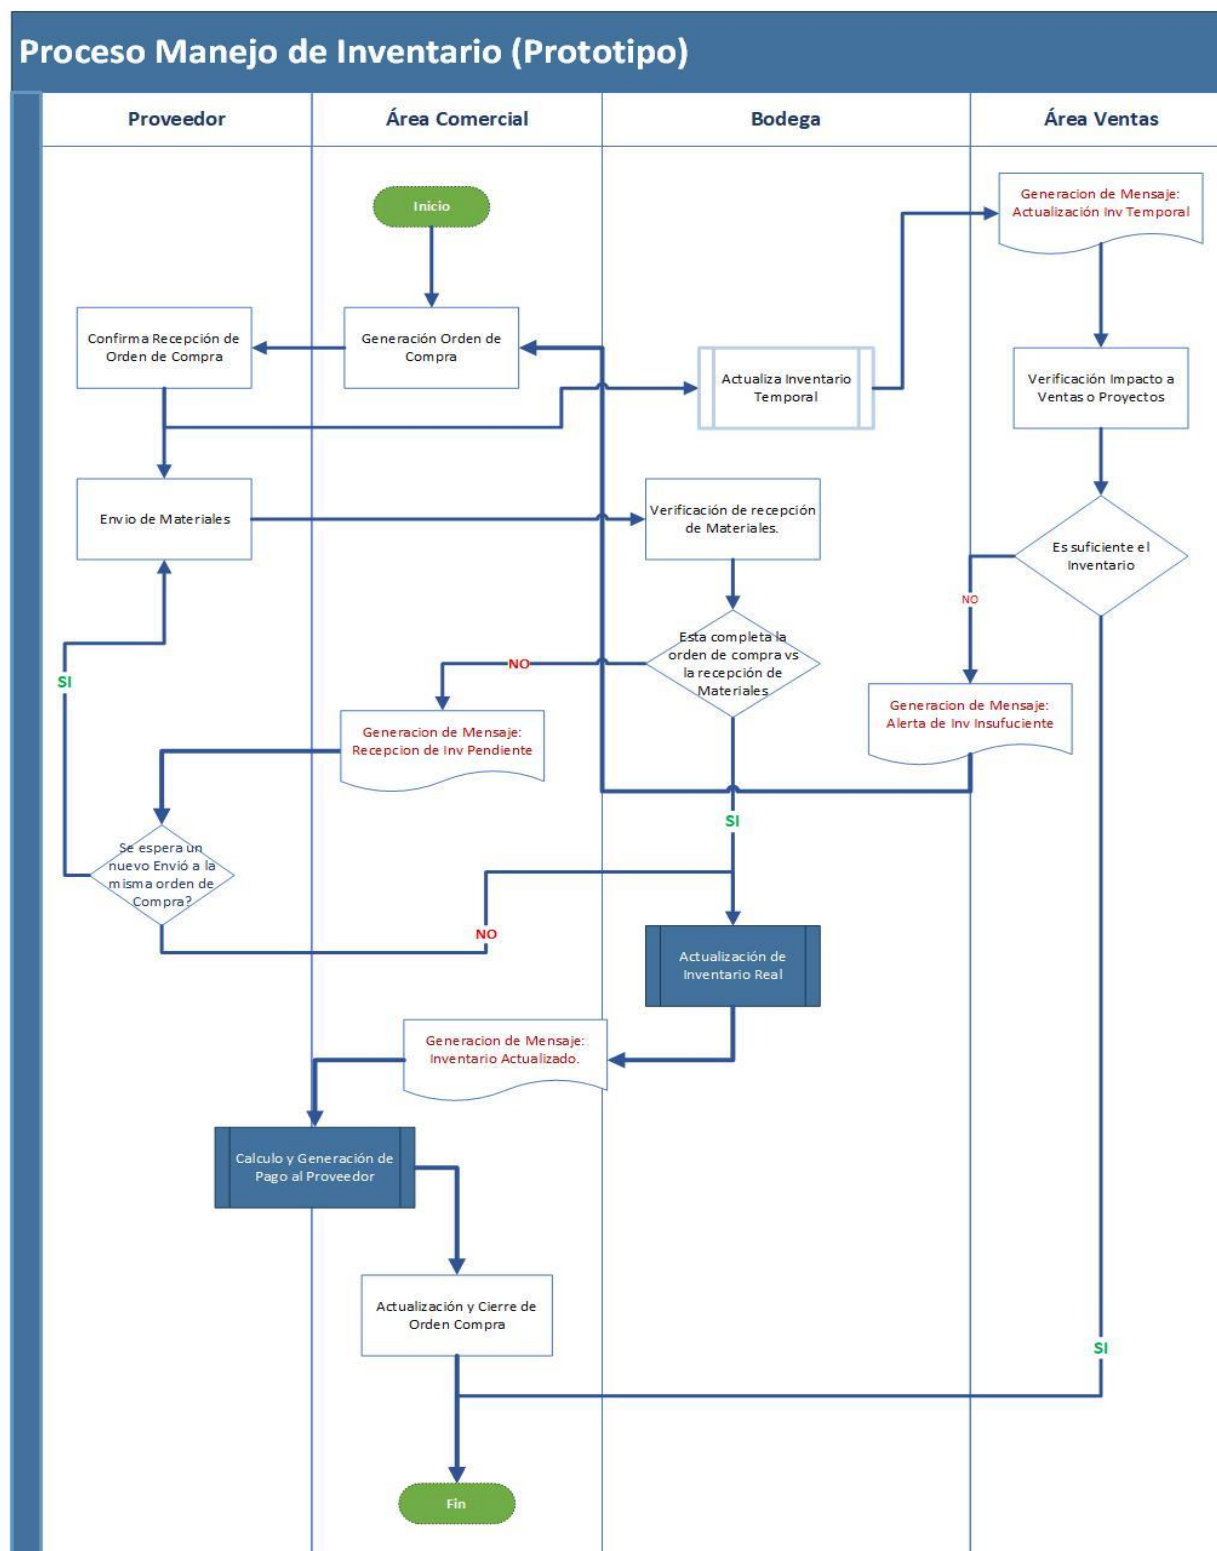 Proceso Manejo de Inventario (Prototipo)
Proveedor
Área Comercial
Bodega
Área Ventas
Inicio
Generacion de Mensaje:
Actualización Inv Temporal
Confirma Recepción de
Orden de Compra
Generación Orden de
Compra
Actualiza Inventario
Temporal
Verificación Impacto a
Ventas o Proyectos
Envio de Materiales
Verificación de recepción
de Materiales.
Es suficiente el
Inventario
NO
Esta completa la
orden de compra vs
la recepción de
Materiales
NO
SI
Generacion de Mensaje:
Recepcion de Inv Pendiente
Generacion de Mensaje:
Alerta de Inv Insufuciente
SI
Se espera un
nuevo Envió a la
misma orden de
Compra?
NO
Actualización de
Inventario Real
Generacion de Mensaje:
Inventario Actualizado.
Calculo y Generación de
Pago al Proveedor
Actualización y Cierre de
Orden Compra
SI
Fin